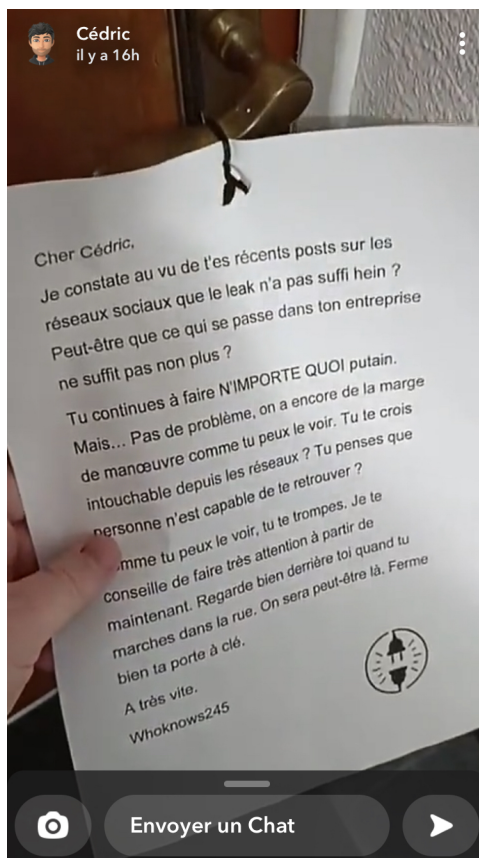 Cédric
il y a 16h
Cher Cédric,
Je constate au vu de t'es récents posts sur les
réseaux sociaux que le leak n'a pas suffi hein ?
Peut-être que ce qui se passe dans ton entreprise
ne suffit pas non plus ?
Tu continues à faire N'IMPORTE QUOI putain.
Mais… Pas de problème, on a encore de la marge
de manœuvre comme tu peux le voir. Tu te crois
intouchable depuis les réseaux ? Tu penses que
personne n'est capable de te retrouver ?
mme tu peux le voir, tu te trompes. Je te
conseille de faire très attention à partir de
maintenant. Regarde bien derrière toi quand tu
marches dans la rue. On sera peut-être là. Ferme
bien ta porte à clé.
A très vite.
Whoknows245
Envoyer un Chat